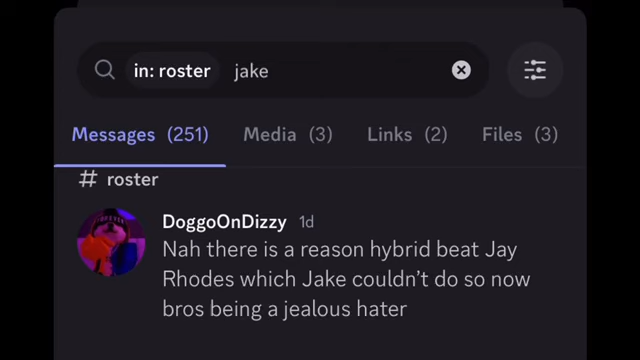 in: roster jake
Messages (251) Media (3) Links (2) Files (3)
# roster
DoggoOnDizzy 1d
Nah there is a reason hybrid beat Jay
Rhodes which Jake couldn't do so now
bros being a jealous hater